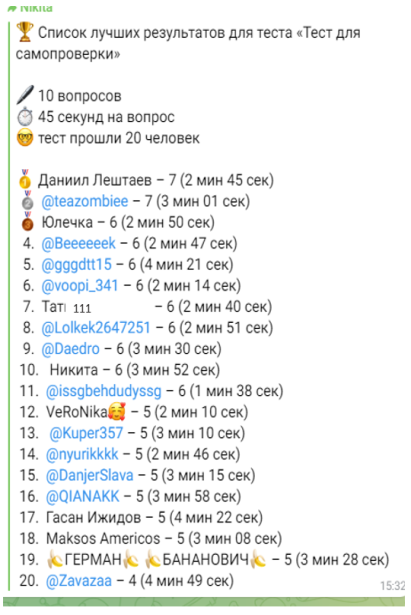 Nikita
🏆 Список лучших результатов для теста «Тест для
самопроверки»
🖊 10 вопросов
⏱ 45 секунд на вопрос
🤓 тест прошли 20 человек
🥇 Даниил Лештаев – 7 (2 мин 45 сек)
🥈 @teazombiee – 7 (3 мин 01 сек)
🥉 Юлечка – 6 (2 мин 50 сек)
4. @Beeeeeek – 6 (2 мин 47 сек)
5. @gggdtt15 – 6 (4 мин 21 сек)
6. @voopi_341 – 6 (2 мин 14 сек)
7. Тат 111 – 6 (2 мин 40 сек)
8. @Lolkek2647251 – 6 (2 мин 51 сек)
9. @Daedro – 6 (3 мин 30 сек)
10. Никита – 6 (3 мин 52 сек)
11. @issgbehdudyssg – 6 (1 мин 38 сек)
12. VeRoNika🥰 – 5 (2 мин 10 сек)
13. @Kuper357 – 5 (3 мин 10 сек)
14. @nyurikkkk – 5 (2 мин 46 сек)
15. @DanjerSlava – 5 (3 мин 15 сек)
16. @QIANAKK – 5 (3 мин 58 сек)
17. Гасан Ижидов – 5 (4 мин 22 сек)
18. Maksos Americos – 5 (3 мин 08 сек)
19. 🍌ГЕРМАН🍌 🍌БАНАНОВИЧ🍌 – 5 (3 мин 28 сек)
20. @Zavazaa – 4 (4 мин 49 сек)
15:32